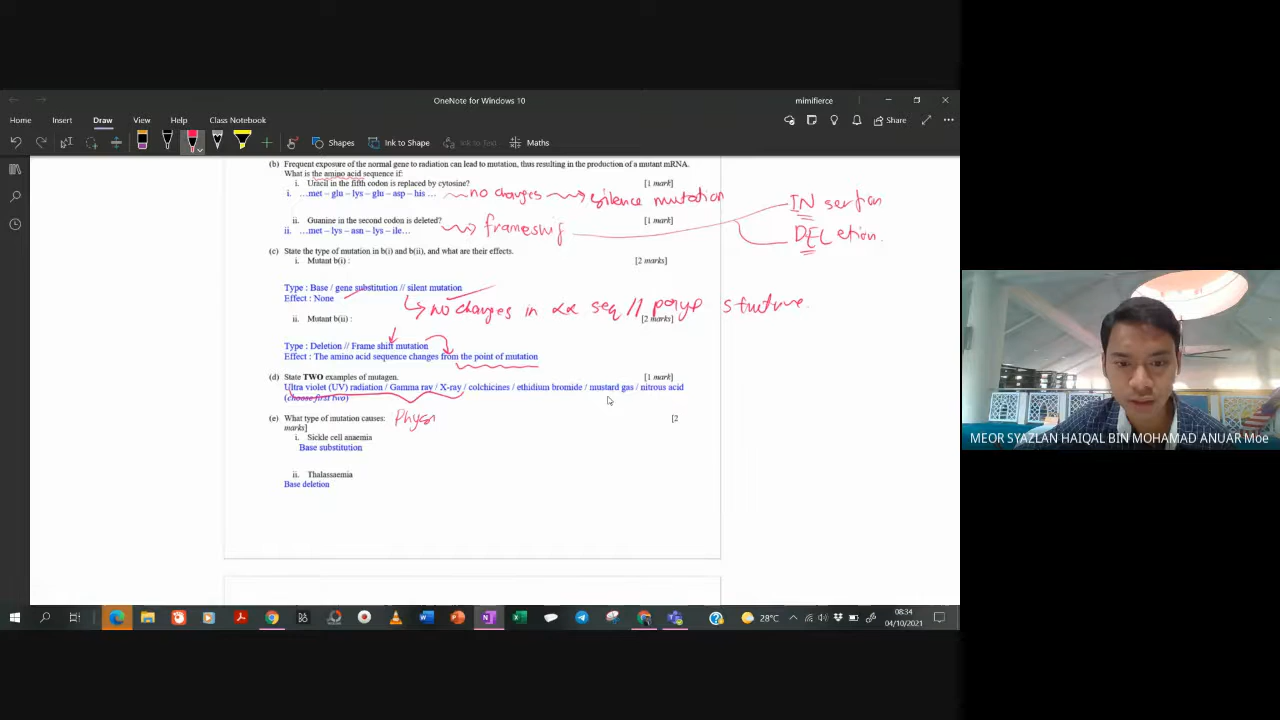 OneNote for Windows 10
mimifierce
Home Insert Draw View Help Class Notebook
Share
Shapes Ink to Shape Ink to Text Maths
(b) Frequent exposure of the normal gene to radiation can lead to mutation, thus resulting in the production of a mutant mRNA.
What is the amino acid sequence if:
i. Uracil in the fifth codon is replaced by cytosine? [1 mark]
i. …met – glu – lys – glu – asp – his … no changes silence mutation
IN sertion
ii. Guanine in the second codon is deleted? [1 mark]
ii. …met – lys – asn – lys – ile… frameshif
DEL etion.
(c) State the type of mutation in b(i) and b(ii), and what are their effects.
i. Mutant b(i) : [2 marks]
Type : Base / gene substitution // silent mutation
Effect : None
no changes in αα seq // polyp structure.
ii. Mutant b(ii) : [2 marks]
Type : Deletion // Frame shift mutation
Effect : The amino acid sequence changes from the point of mutation
(d) State TWO examples of mutagen. [1 mark]
Ultra violet (UV) radiation / Gamma ray / X-ray / colchicines / ethidium bromide / mustard gas / nitrous acid
(choose first two)
(e) What type of mutation causes: [2
marks]
i. Sickle cell anaemia
Base substitution
ii. Thalassaemia
Base deletion
MEOR SYAZLAN HAIQAL BIN MOHAMAD ANUAR Moe
28°C
08:34
04/10/2021